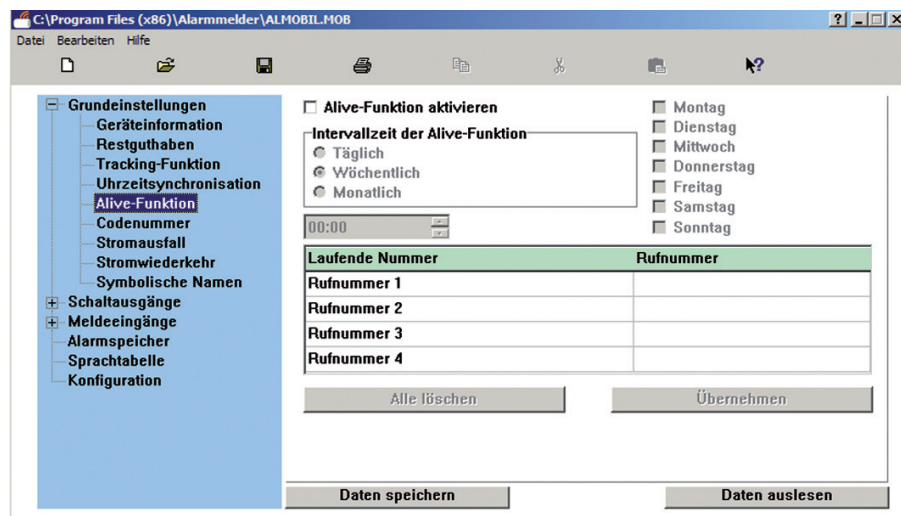 C:\Program Files (x86)\Alarmmelder\ALMOBIL.MOB
Datei Bearbeiten Hilfe
Grundeinstellungen
Geräteinformation
Restguthaben
Tracking-Funktion
Uhrzeitsynchronisation
Alive-Funktion
Codenummer
Stromausfall
Stromwiederkehr
Symbolische Namen
Schaltausgänge
Meldeeingänge
Alarmspeicher
Sprachtabelle
Konfiguration
Alive-Funktion aktivieren
Intervallzeit der Alive-Funktion
Täglich
Wöchentlich
Monatlich
00:00
Montag
Dienstag
Mittwoch
Donnerstag
Freitag
Samstag
Sonntag
Laufende Nummer Rufnummer
Rufnummer 1
Rufnummer 2
Rufnummer 3
Rufnummer 4
Alle löschen Übernehmen
Daten speichern Daten auslesen